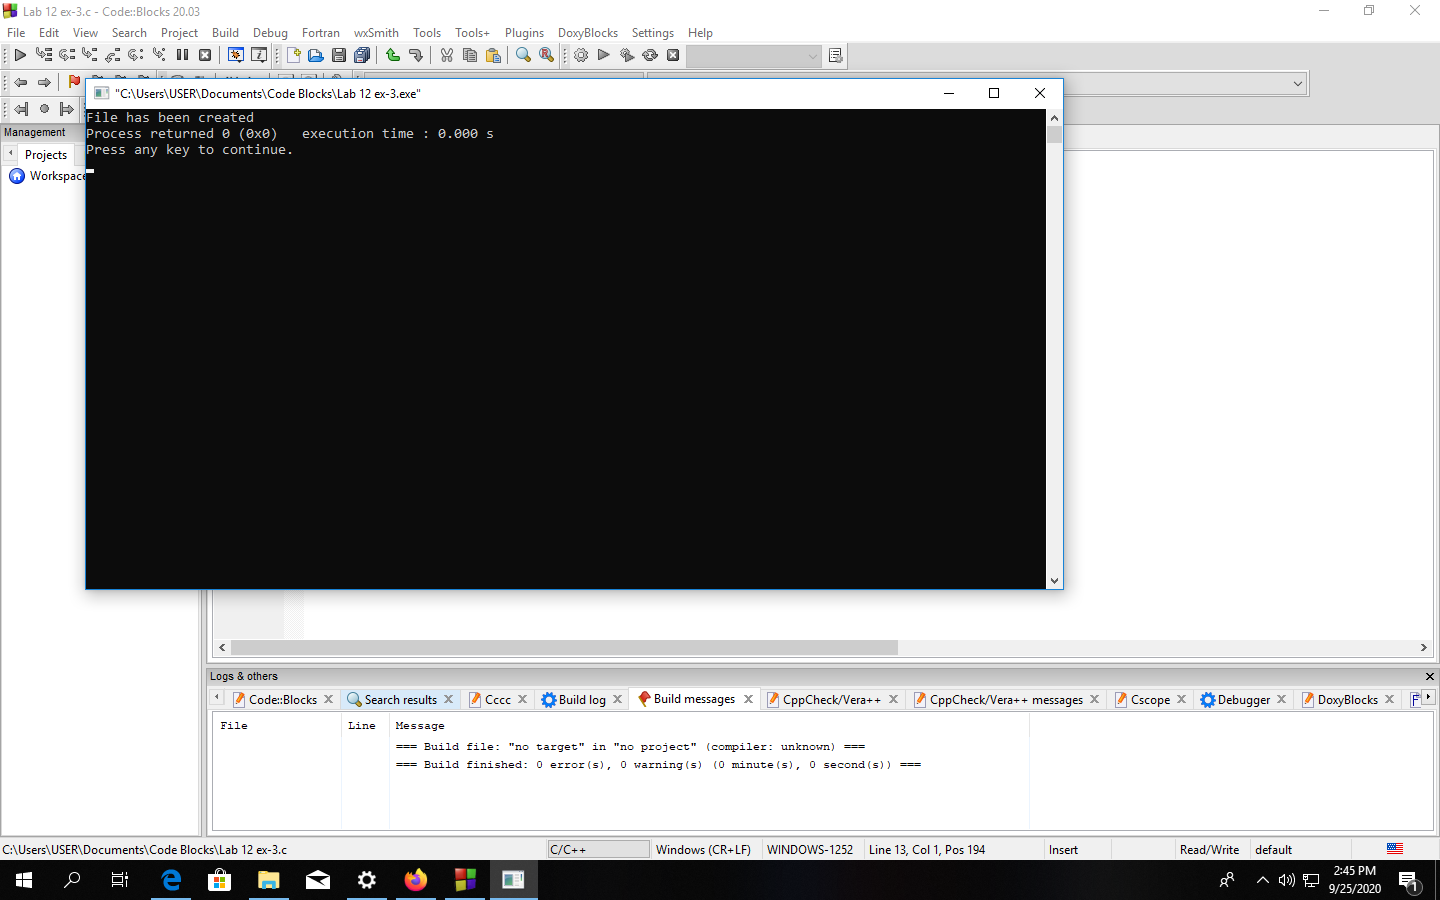 Lab 12 ex-3.c - Code::Blocks 20.03
File Edit View Search Project Build Debug Fortran wxSmith Tools Tools+ Plugins DoxyBlocks Settings Help
"C:\Users\USER\Documents\Code Blocks\Lab 12 ex-3.exe"
File has been created
Process returned 0 (0x0)   execution time : 0.000 s
Press any key to continue.
Management
Projects
Workspace
Logs & others
Code::Blocks Search results Cccc Build log Build messages CppCheck/Vera++ CppCheck/Vera++ messages Cscope Debugger DoxyBlocks F
File Line Message
=== Build file: "no target" in "no project" (compiler: unknown) ===
=== Build finished: 0 error(s), 0 warning(s) (0 minute(s), 0 second(s)) ===
C:\Users\USER\Documents\Code Blocks\Lab 12 ex-3.c C/C++ Windows (CR+LF) WINDOWS-1252 Line 13, Col 1, Pos 194 Insert Read/Write default
2:45 PM
9/25/2020
1